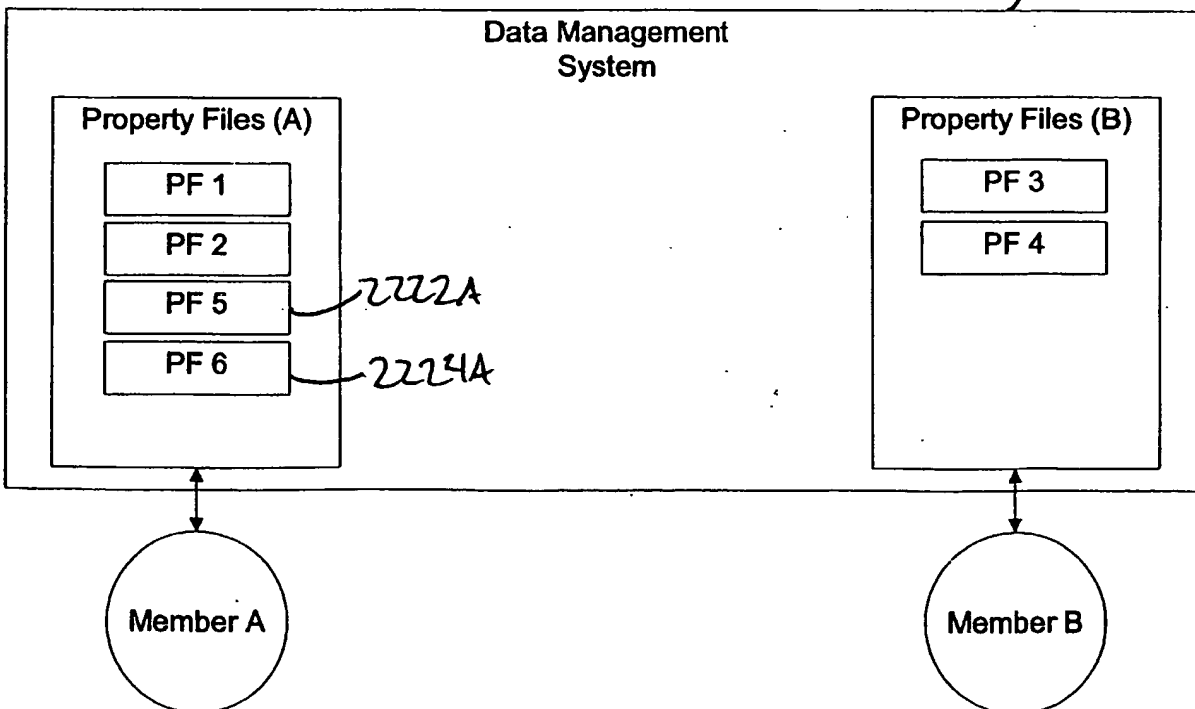 Data Management
System
Property Files (A)
PF 1
PF 2
PF 5
2222A
PF 6
2224A
Property Files (B)
PF 3
PF 4
Member A
Member B